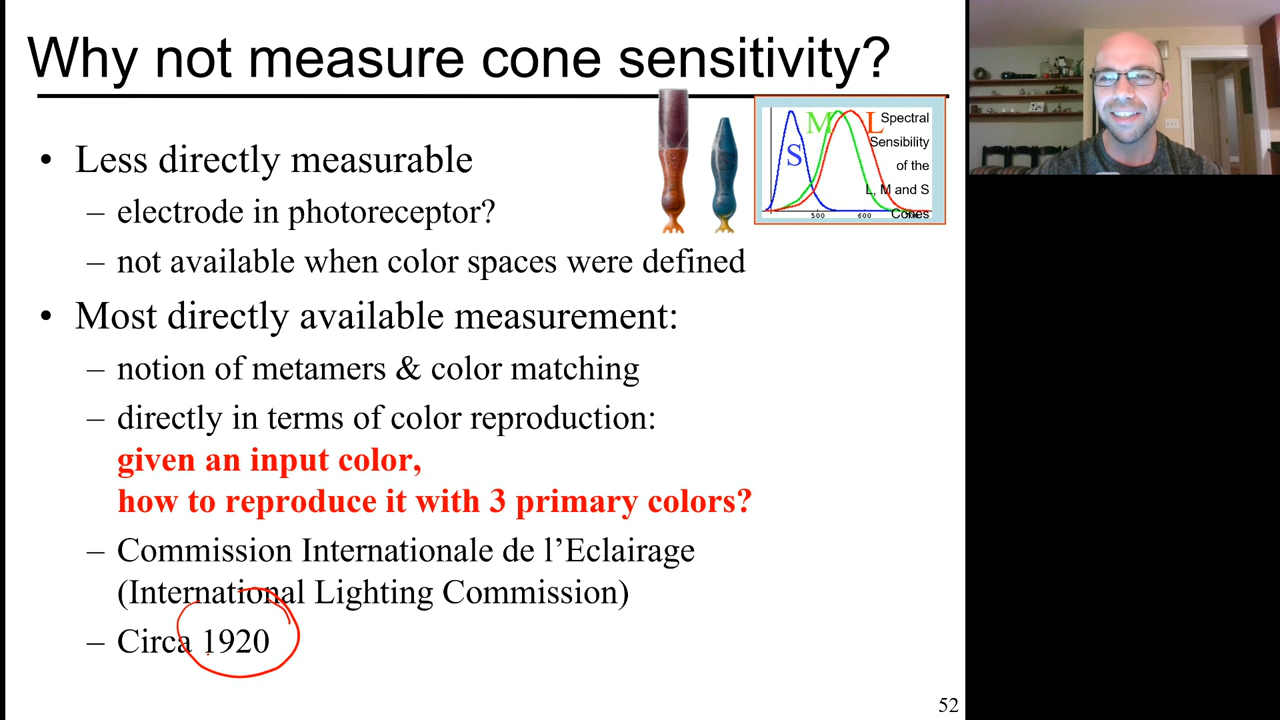 Why not measure cone sensitivity?
• Less directly measurable
– electrode in photoreceptor?
– not available when color spaces were defined
• Most directly available measurement:
– notion of metamers & color matching
– directly in terms of color reproduction:
given an input color,
how to reproduce it with 3 primary colors?
– Commission Internationale de l’Eclairage
(International Lighting Commission)
– Circa 1920
S M L
Spectral
Sensibility
of the
L, M and S
Cones
500 600
52